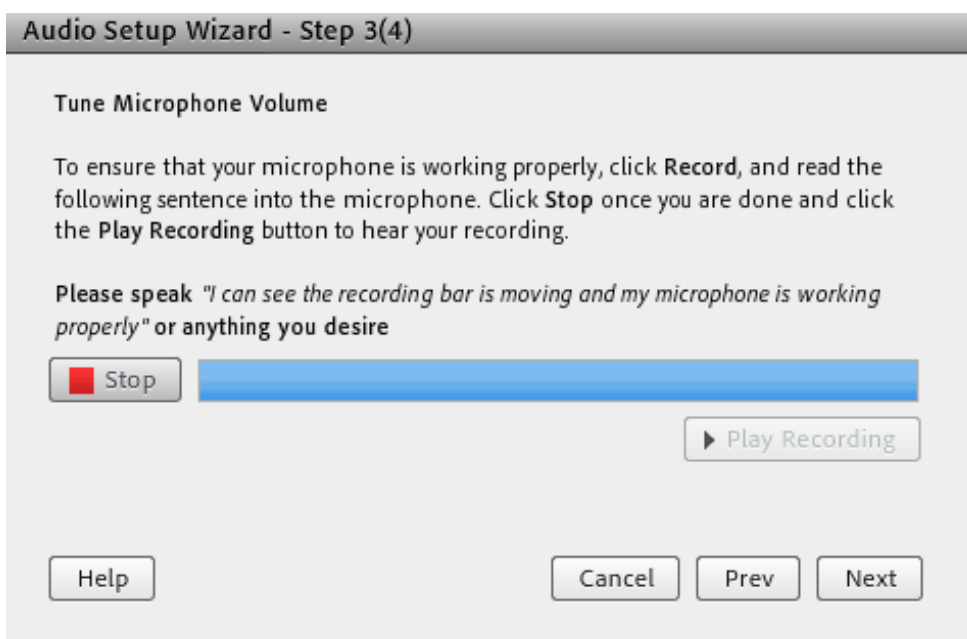 Audio Setup Wizard - Step 3(4)
Tune Microphone Volume
To ensure that your microphone is working properly, click Record, and read the
following sentence into the microphone. Click Stop once you are done and click
the Play Recording button to hear your recording.
Please speak "I can see the recording bar is moving and my microphone is working
properly" or anything you desire
Stop
Play Recording
Help
Cancel
Prev
Next